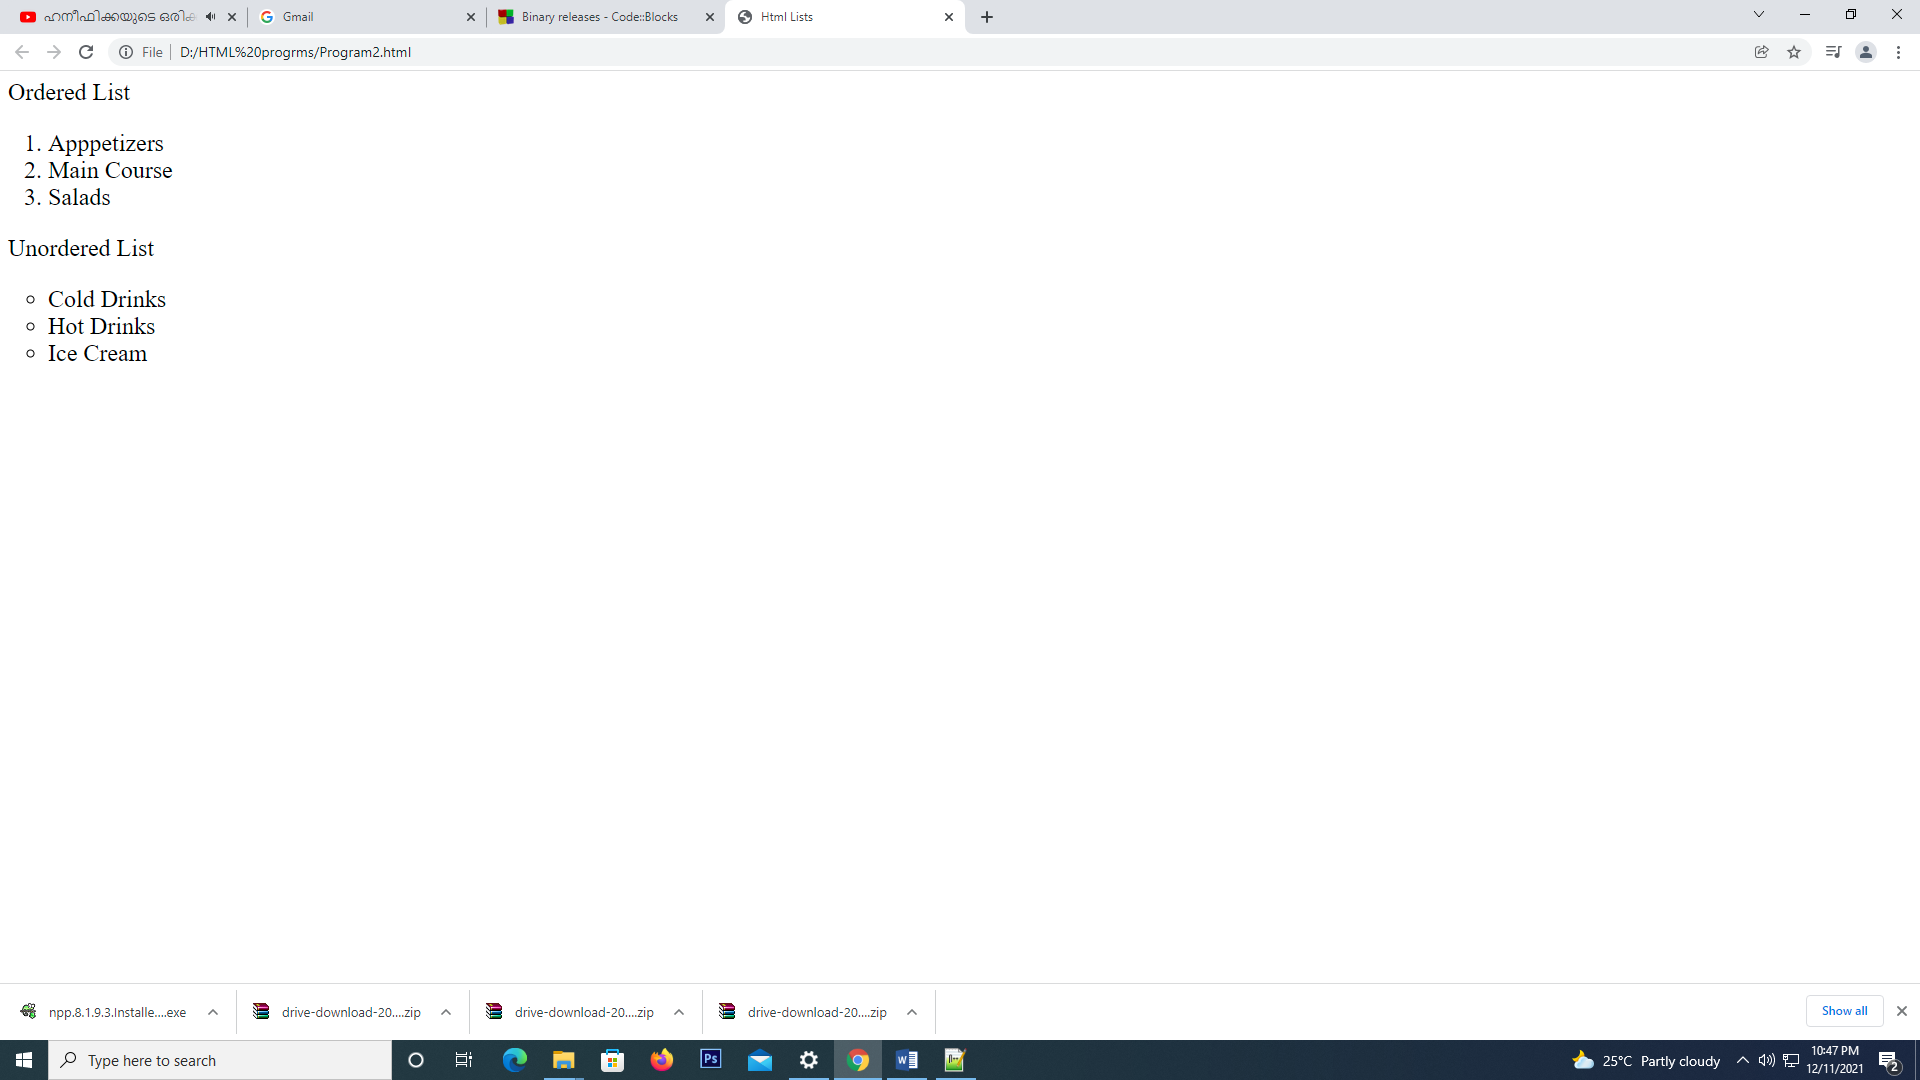 ഹനീഫിക്കയുടെ ഒരിക
Gmail
Binary releases - Code::Blocks
Html Lists
File
D:/HTML%20progrms/Program2.html
Ordered List
1. Apppetizers
2. Main Course
3. Salads
Unordered List
Cold Drinks
Hot Drinks
Ice Cream
npp.8.1.9.3.Installe....exe
drive-download-20....zip
drive-download-20....zip
drive-download-20....zip
Show all
Type here to search
Ps
W
25°C Partly cloudy
10:47 PM
12/11/2021
2